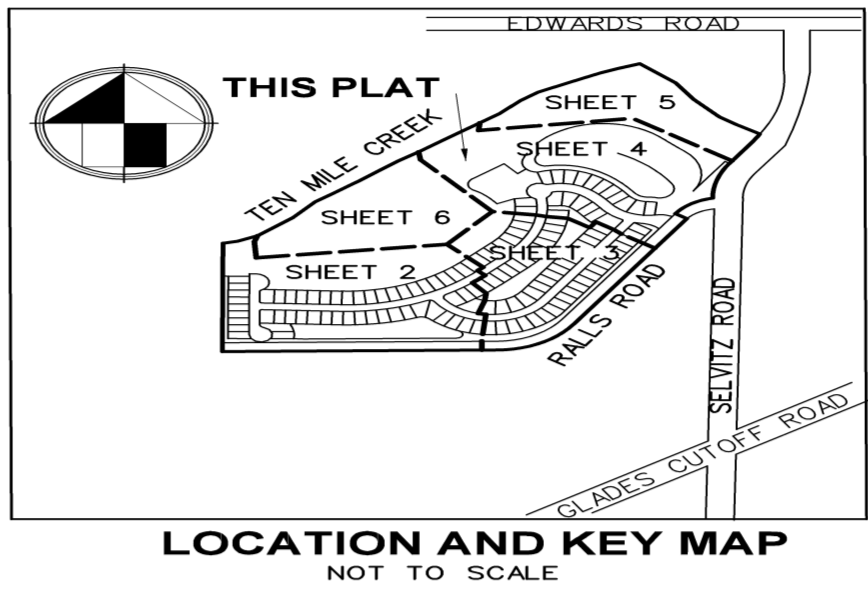 EDWARDS ROAD
THIS PLAT
SHEET 5
TEN MILE CREEK
SHEET 4
SHEET 6
SHEET 3
SHEET 2
RALLS ROAD
SELVITZ ROAD
GLADES CUTOFF ROAD
LOCATION AND KEY MAP
NOT TO SCALE